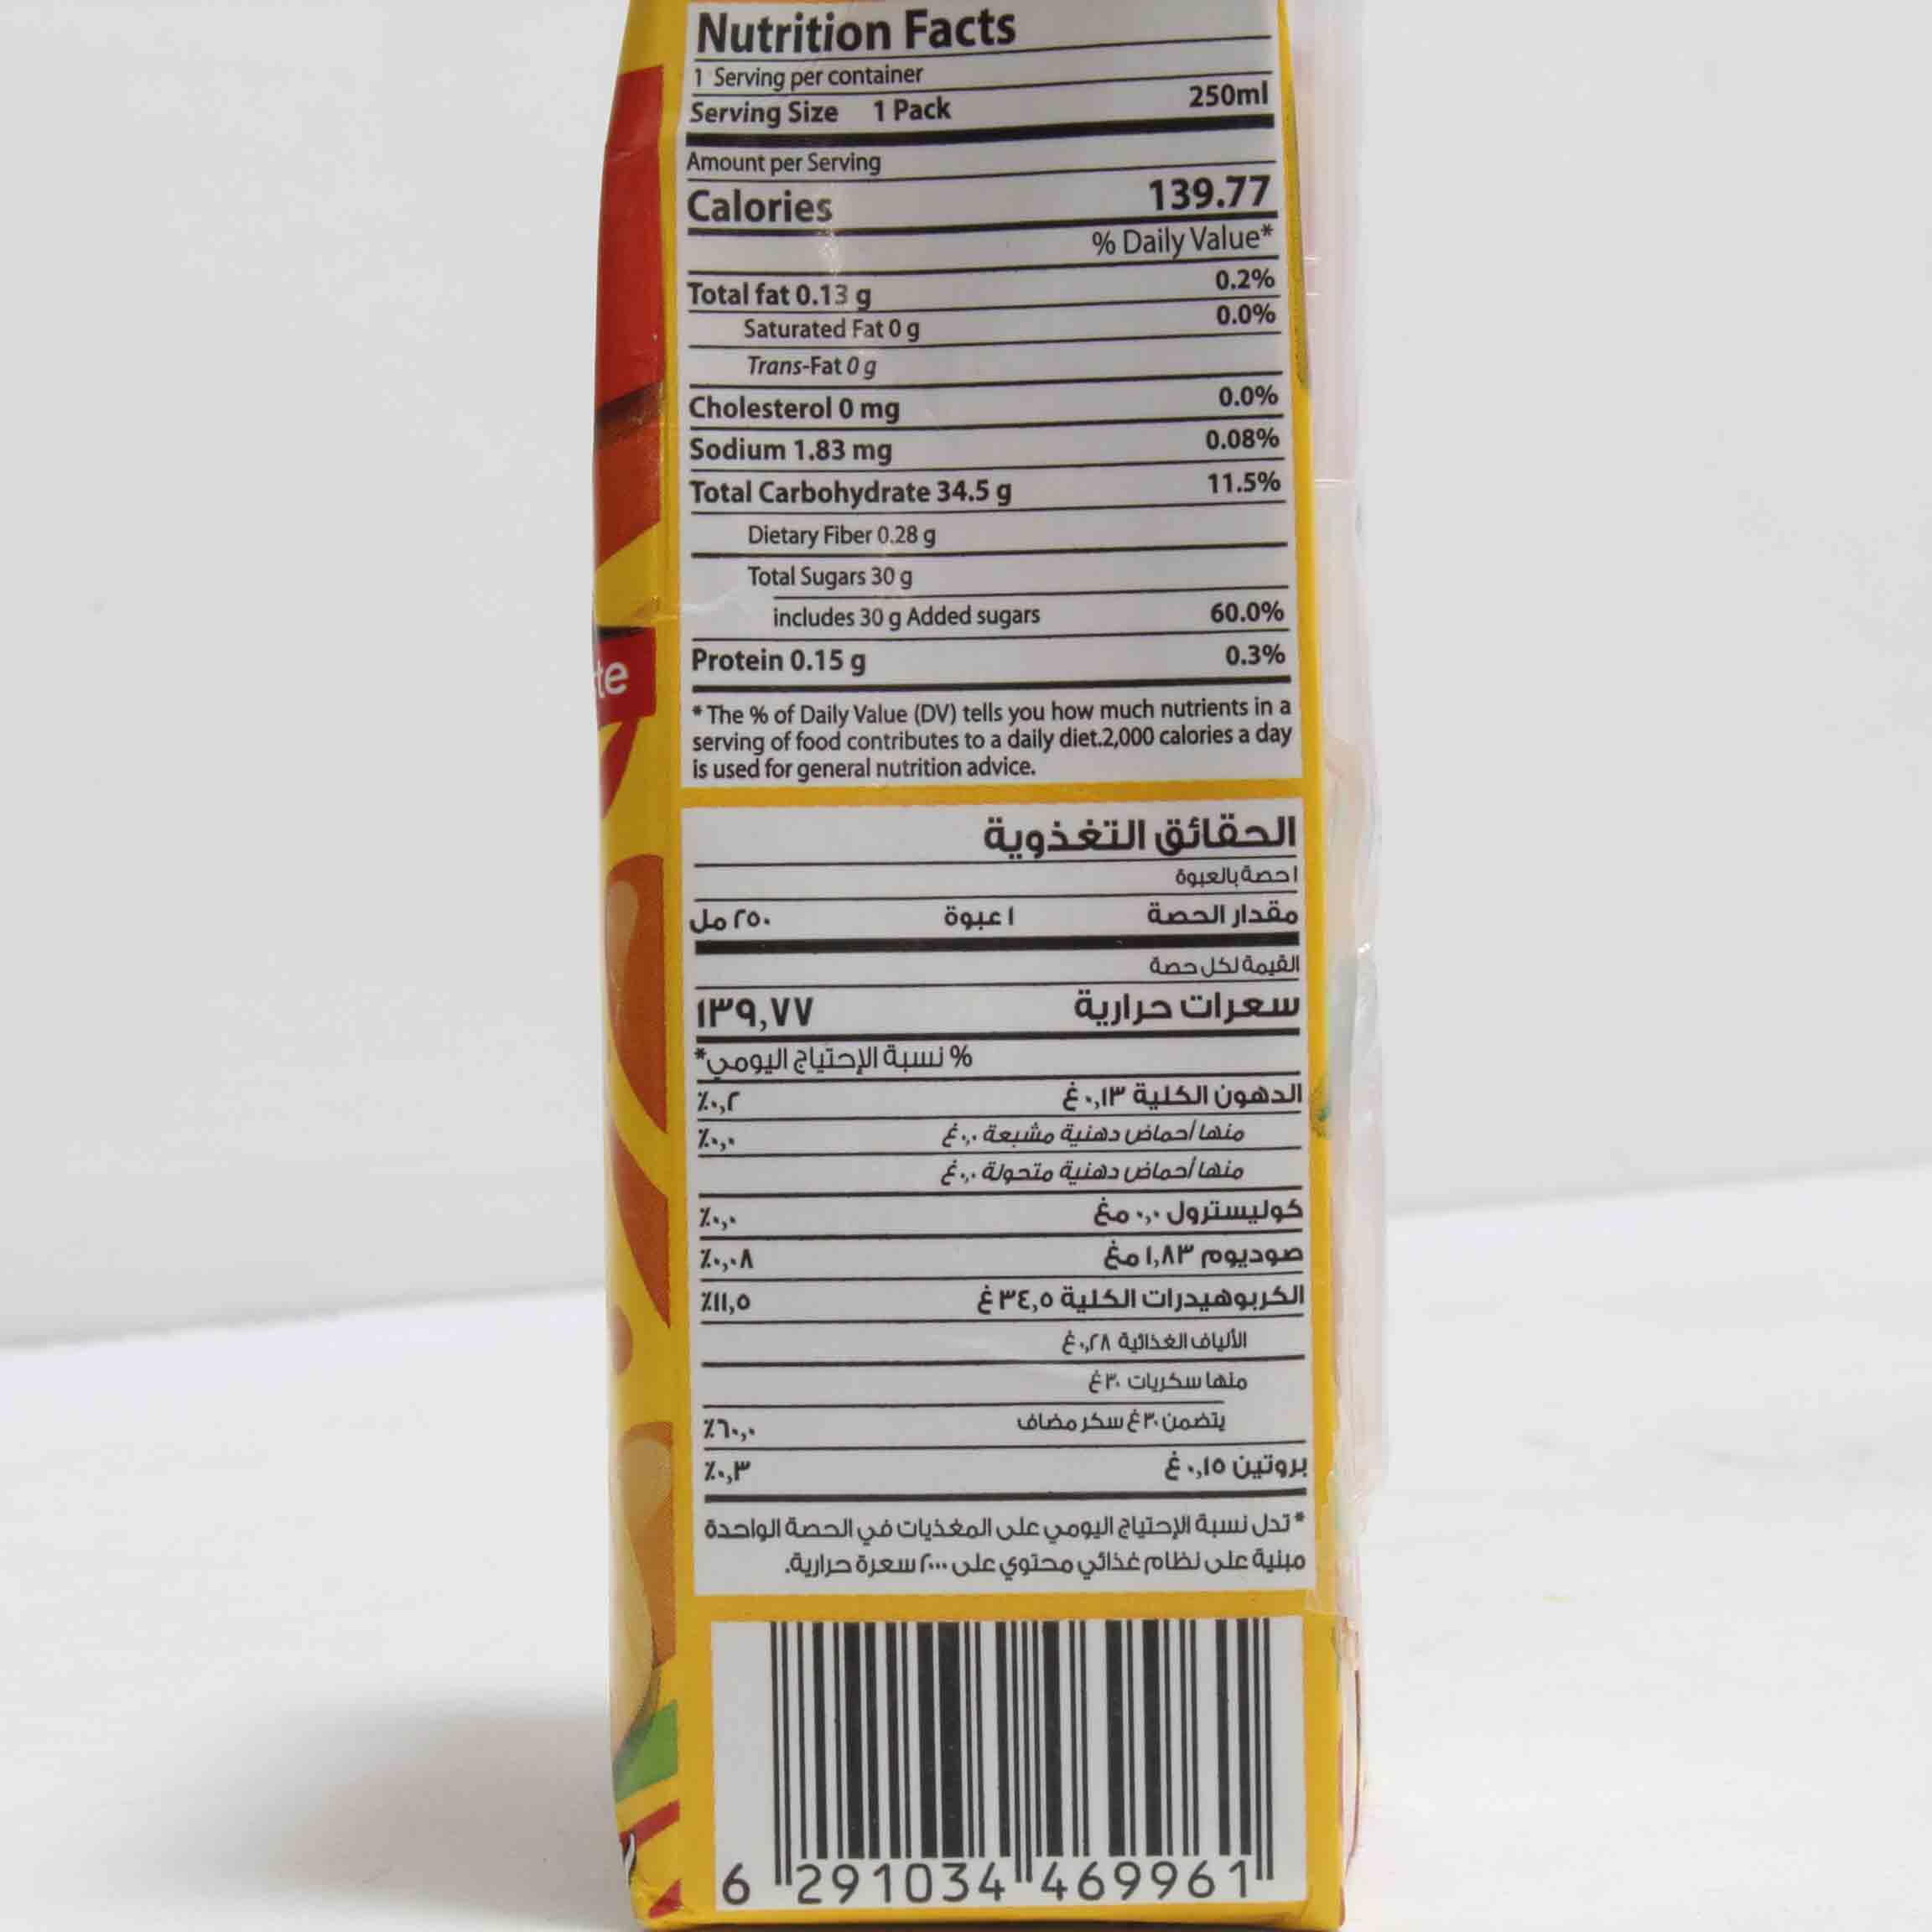 Nutrition Facts
1 Serving per container
Serving Size 1 Pack 250ml
Amount per Serving
Calories 139.77
% Daily Value*
Total fat 0.13 g 0.2%
Saturated Fat 0 g 0.0%
Trans-Fat 0 g
Cholesterol 0 mg 0.0%
Sodium 1.83 mg 0.08%
Total Carbohydrate 34.5 g 11.5%
Dietary Fiber 0.28 g
Total Sugars 30 g
includes 30 g Added sugars 60.0%
Protein 0.15 g 0.3%
te
* The % of Daily Value (DV) tells you how much nutrients in a
serving of food contributes to a daily diet.2,000 calories a day
is used for general nutrition advice.
الحقائق التغذوية
١ حصة بالعبوة
مقدار الحصة ١ عبوة ٢٥٠ مل
القيمة لكل حصة
سعرات حرارية ١٣٩,٧٧
% نسبة الإحتياج اليومي*
الدهون الكلية ٠,١٣ غ ٠,٢٪
منها أحماض دهنية مشبعة ٠,٠ غ ٠,٠٪
منها أحماض دهنية متحولة ٠,٠ غ
كوليسترول ٠,٠ مغ ٠,٠٪
صوديوم ١,٨٣ مغ ٠,٠٨٪
الكربوهيدرات الكلية ٣٤,٥ غ ١١,٥٪
الألياف الغذائية ٠,٢٨ غ
منها سكريات ٣٠ غ
يتضمن ٣٠ غ سكر مضاف ٦٠,٠٪
بروتين ٠,١٥ غ ٠,٣٪
* تدل نسبة الإحتياج اليومي على المغذيات في الحصة الواحدة
مبنية على نظام غذائي محتوي على ٢٠٠٠ سعرة حرارية.
6 291034 469961